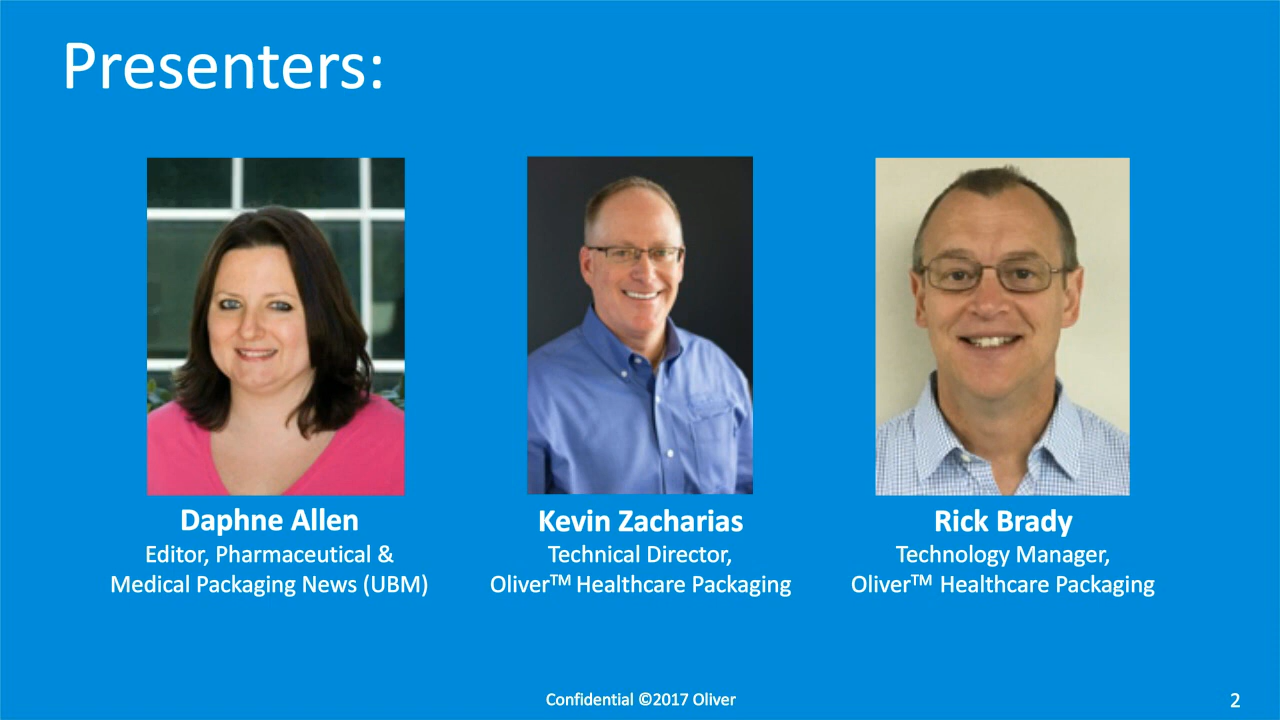 Presenters:
Daphne Allen
Editor, Pharmaceutical &
Medical Packaging News (UBM)
Kevin Zacharias
Technical Director,
Oliver™ Healthcare Packaging
Rick Brady
Technology Manager,
Oliver™ Healthcare Packaging
Confidential ©2017 Oliver
2